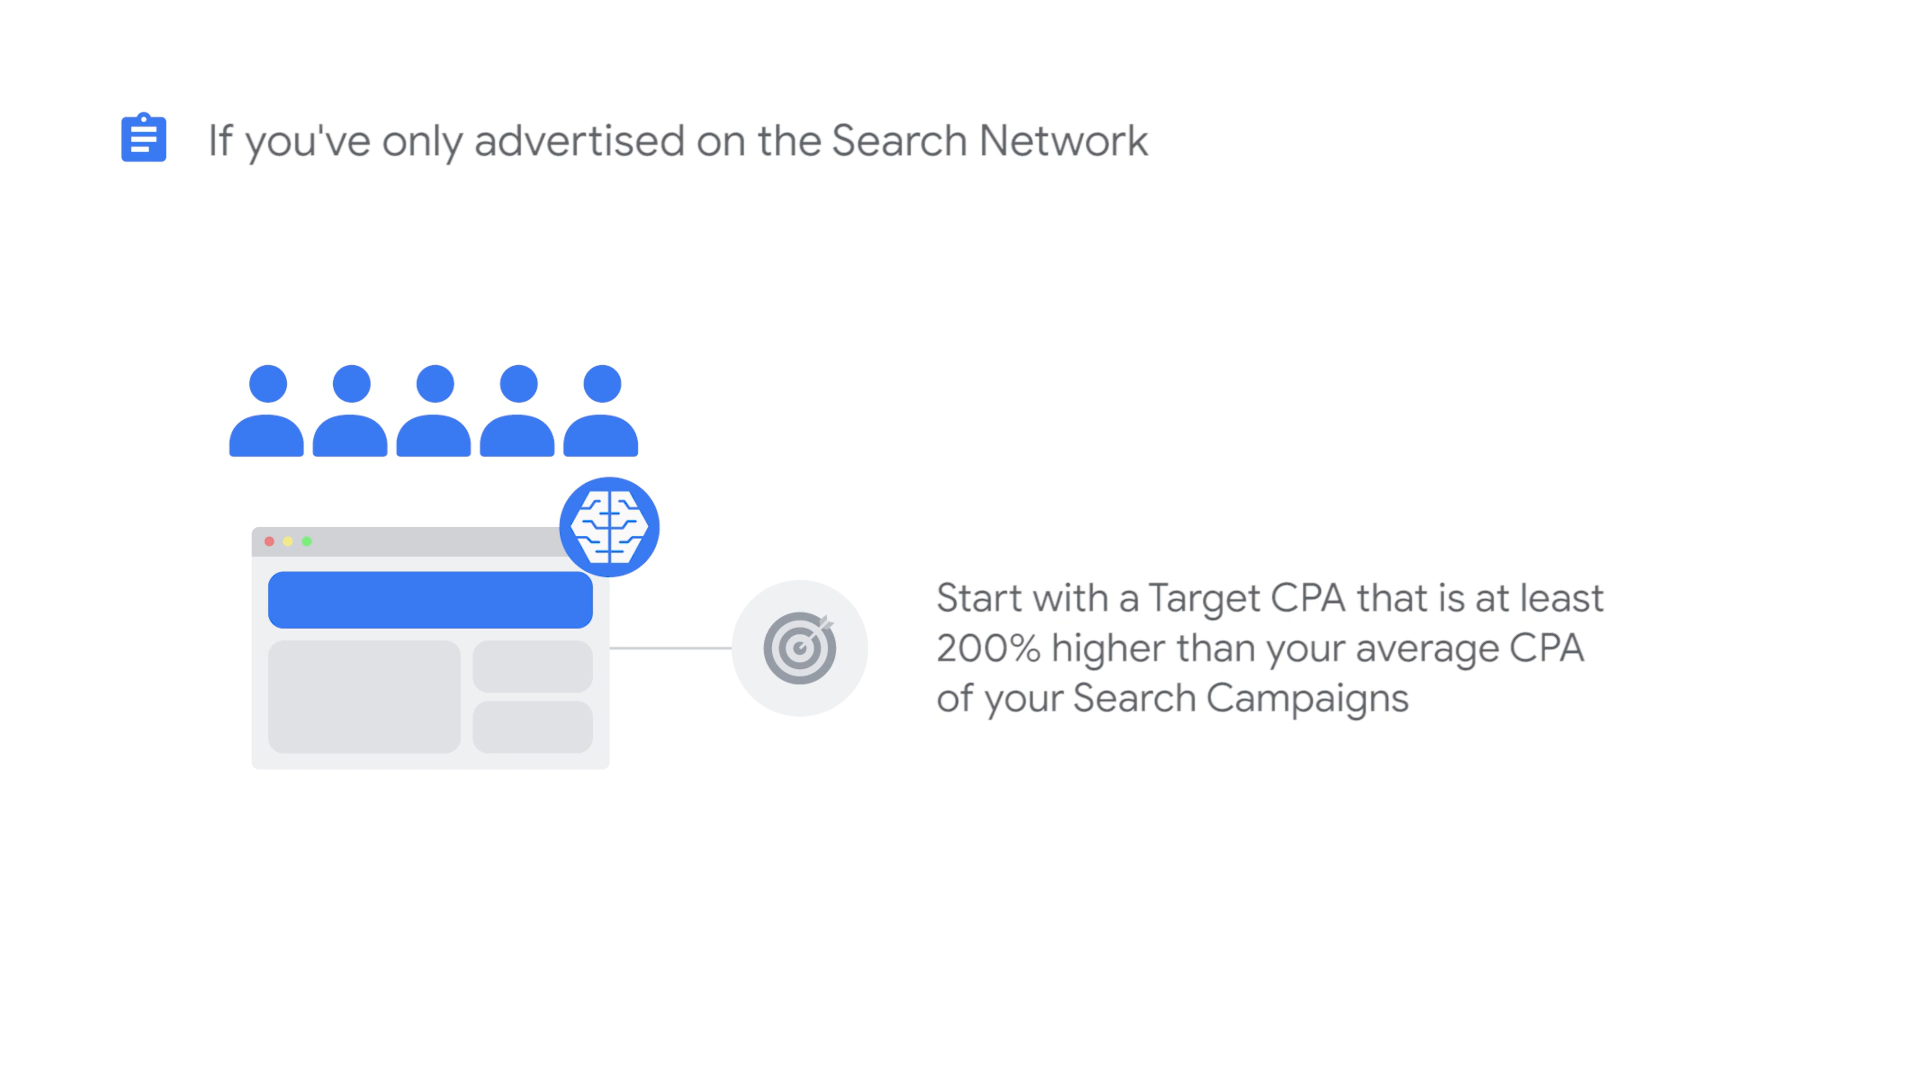 If you've only advertised on the Search Network
Start with a Target CPA that is at least
200% higher than your average CPA
of your Search Campaigns